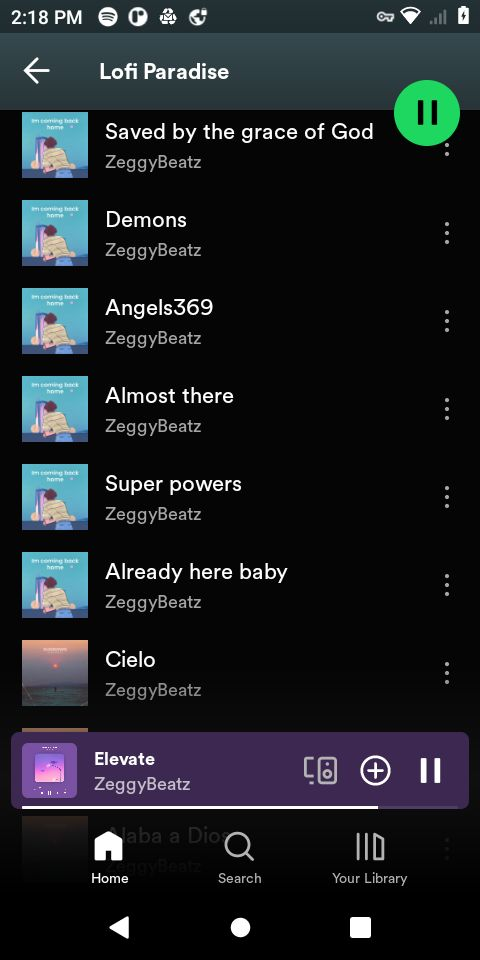 2:18 PM
Lofi Paradise
Im coming back
home
Saved by the grace of God
ZeggyBeatz
Im coming back
home
Demons
ZeggyBeatz
Im coming back
home
Angels369
ZeggyBeatz
Im coming back
home
Almost there
ZeggyBeatz
Im coming back
home
Super powers
ZeggyBeatz
Im coming back
home
Already here baby
ZeggyBeatz
Cielo
ZeggyBeatz
Elevate
ZeggyBeatz
Alaba a Dios
ZeggyBeatz
Home
Search
Your Library